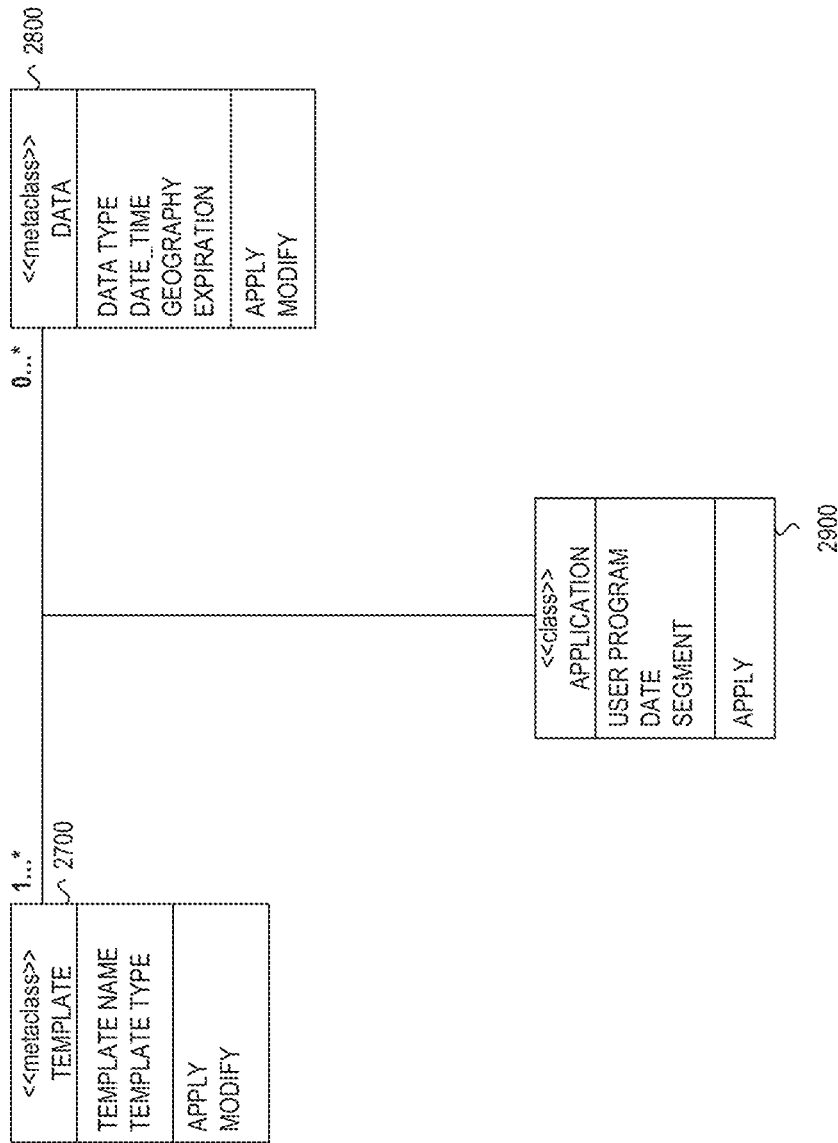 <<metaclass>>
TEMPLATE
TEMPLATE NAME
TEMPLATE TYPE
APPLY
MODIFY
1...*
2700
<<class>>
APPLICATION
USER PROGRAM
DATE
SEGMENT
APPLY
2900
0...*
<<metaclass>>
DATA
DATA TYPE
DATE_TIME
GEOGRAPHY
EXPIRATION
APPLY
MODIFY
2800